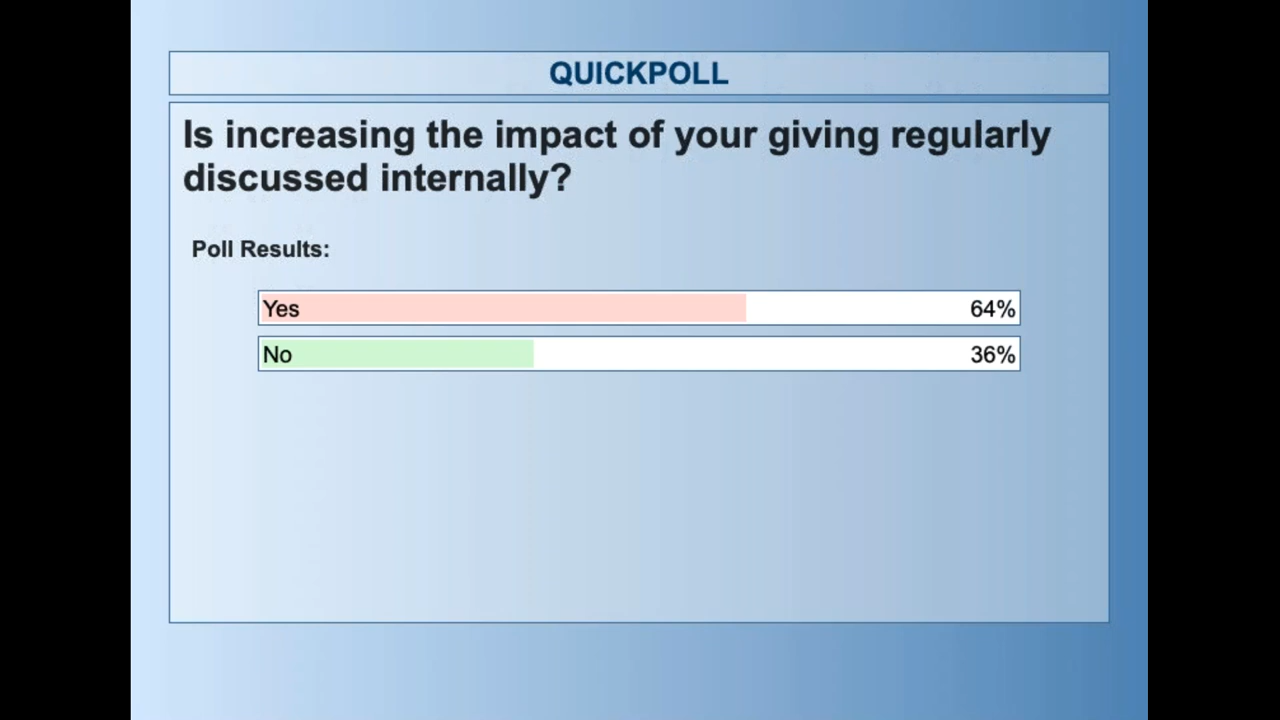 QUICKPOLL
Is increasing the impact of your giving regularly
discussed internally?
Poll Results:
Yes 64%
No 36%